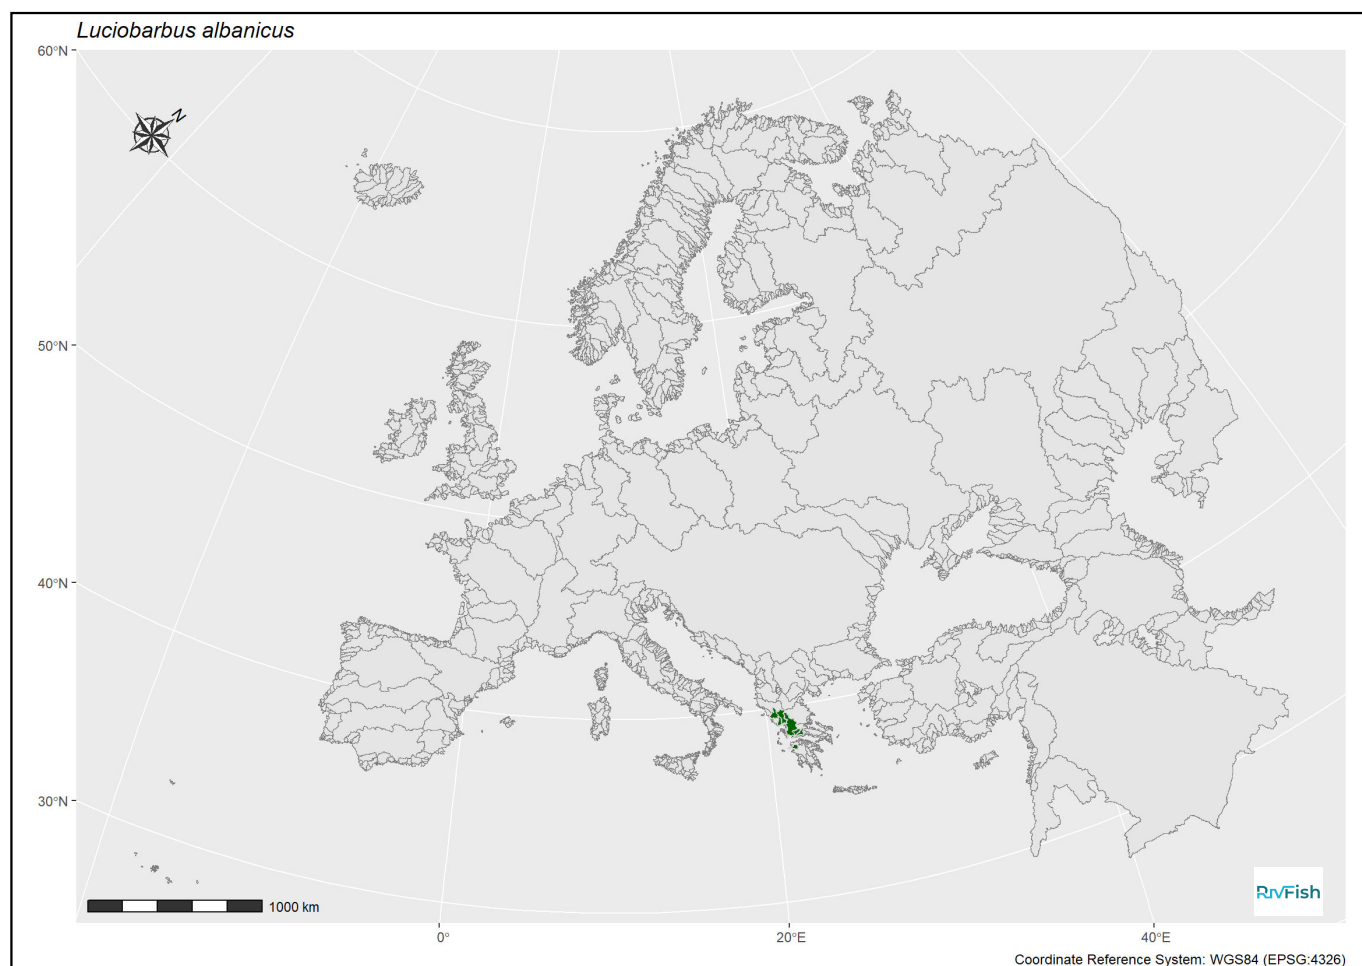 Luciobarbus albanicus
60°N
N
50°N
40°N
30°N
1000 km
RIVFish
0°
20°E
40°E
Coordinate Reference System: WGS84 (EPSG:4326)